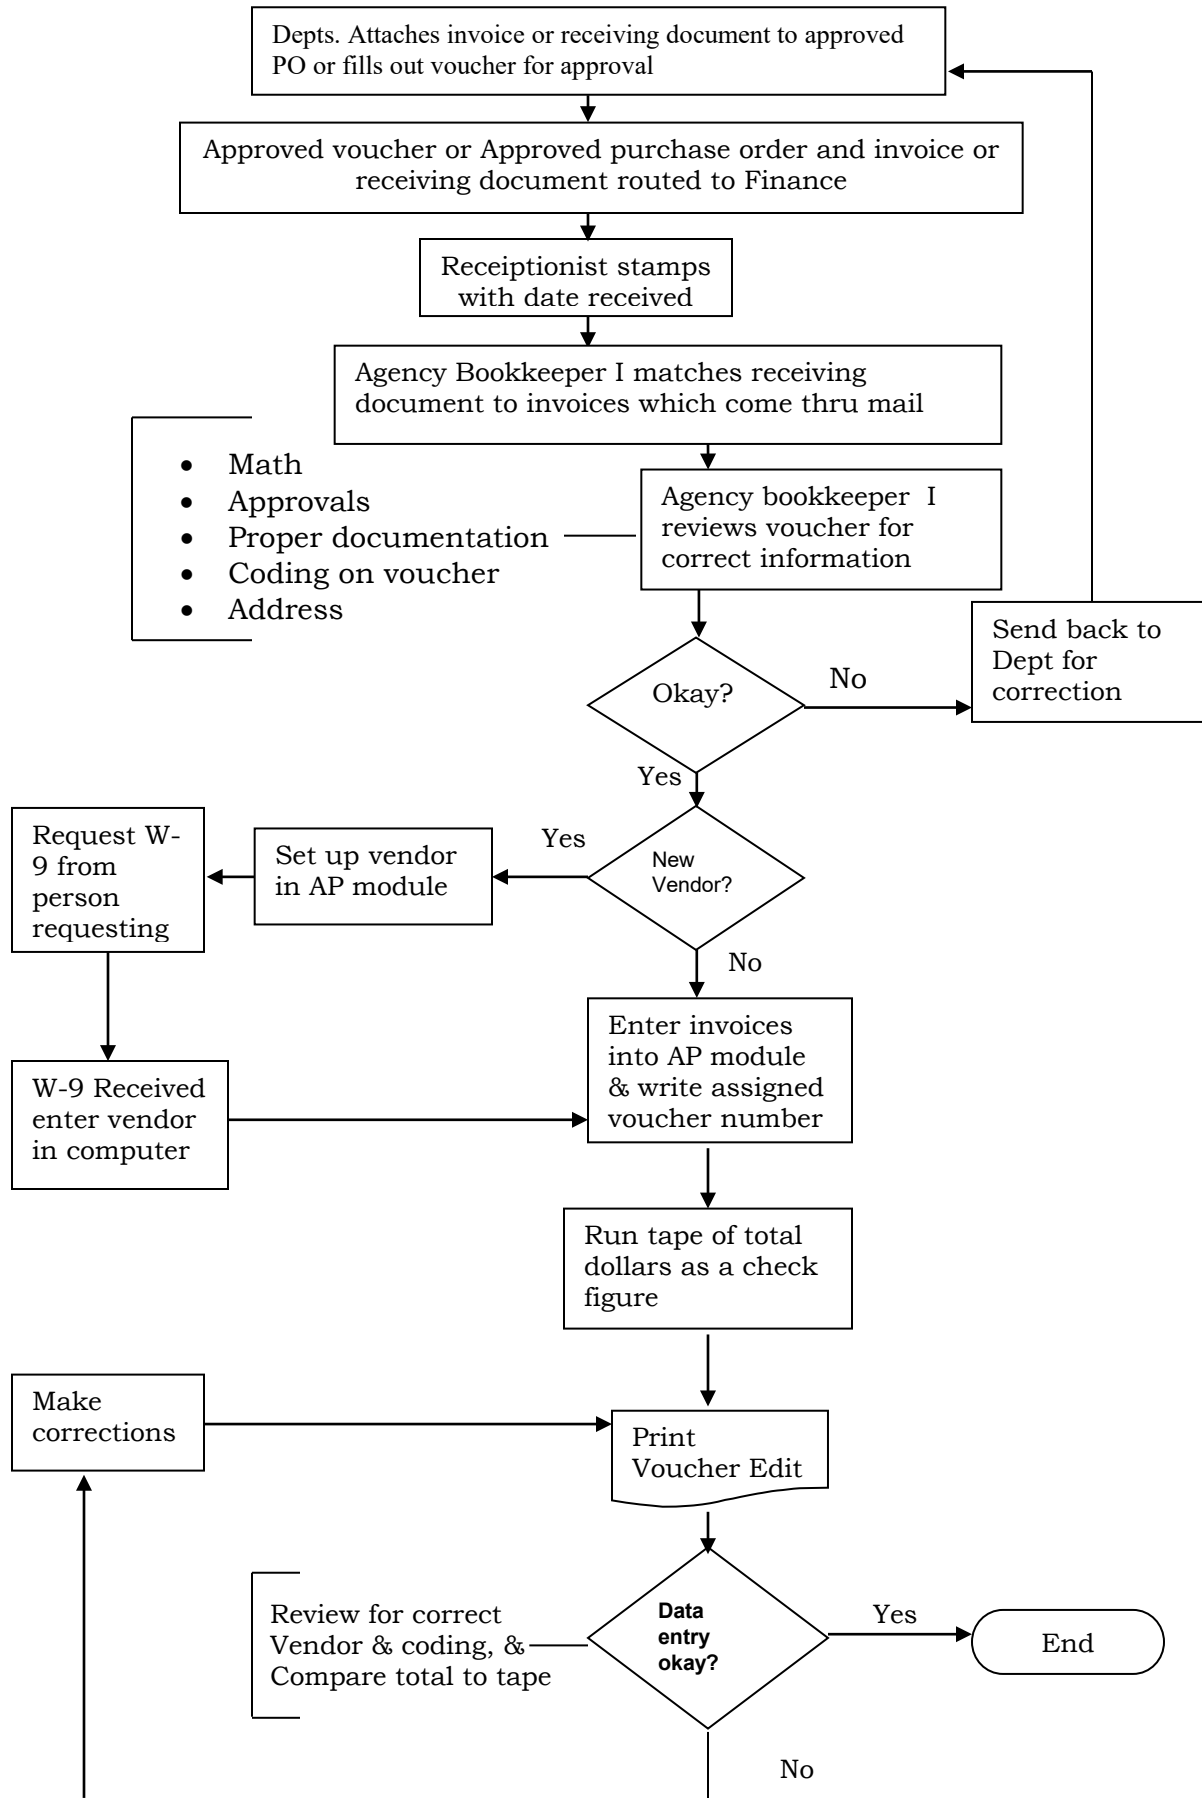 Depts. Attaches invoice or receiving document to approved
PO or fills out voucher for approval
Approved voucher or Approved purchase order and invoice or
receiving document routed to Finance
Receiptionist stamps
with date received
Agency Bookkeeper I matches receiving
document to invoices which come thru mail
• Math
• Approvals
• Proper documentation
• Coding on voucher
• Address
Agency bookkeeper I
reviews voucher for
correct information
Send back to
Dept for
correction
Okay?
No
Yes
Request W-
9 from
person
requesting
Set up vendor
in AP module
Yes
New
Vendor?
No
Enter invoices
into AP module
& write assigned
voucher number
W-9 Received
enter vendor
in computer
Run tape of total
dollars as a check
figure
Make
corrections
Print
Voucher Edit
Review for correct
Vendor & coding, &
Compare total to tape
Data
entry
okay?
Yes
End
No